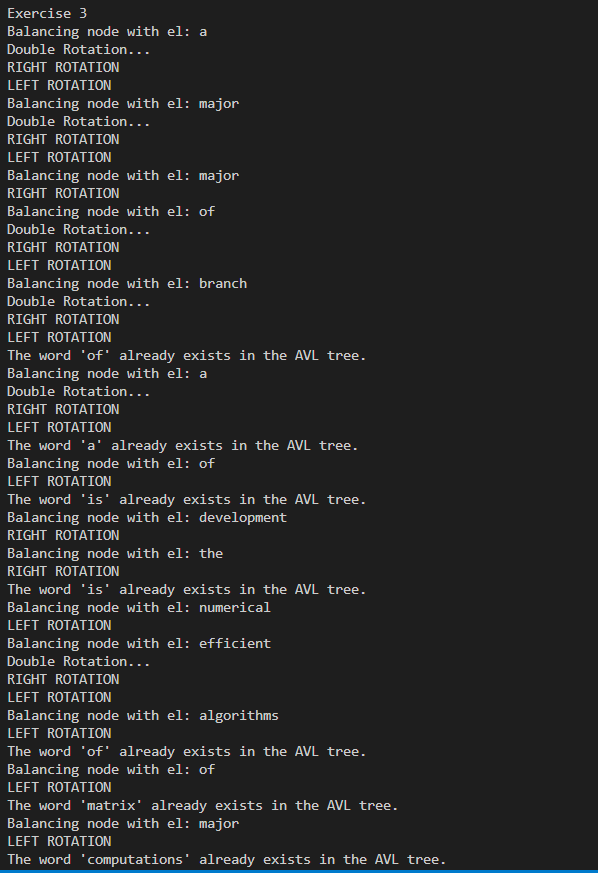 Exercise 3
Balancing node with el: a
Double Rotation...
RIGHT ROTATION
LEFT ROTATION
Balancing node with el: major
Double Rotation...
RIGHT ROTATION
LEFT ROTATION
Balancing node with el: major
RIGHT ROTATION
Balancing node with el: of
Double Rotation...
RIGHT ROTATION
LEFT ROTATION
Balancing node with el: branch
Double Rotation...
RIGHT ROTATION
LEFT ROTATION
The word 'of' already exists in the AVL tree.
Balancing node with el: a
Double Rotation...
RIGHT ROTATION
LEFT ROTATION
The word 'a' already exists in the AVL tree.
Balancing node with el: of
LEFT ROTATION
The word 'is' already exists in the AVL tree.
Balancing node with el: development
RIGHT ROTATION
Balancing node with el: the
RIGHT ROTATION
The word 'is' already exists in the AVL tree.
Balancing node with el: numerical
LEFT ROTATION
Balancing node with el: efficient
Double Rotation...
RIGHT ROTATION
LEFT ROTATION
Balancing node with el: algorithms
LEFT ROTATION
The word 'of' already exists in the AVL tree.
Balancing node with el: of
LEFT ROTATION
The word 'matrix' already exists in the AVL tree.
Balancing node with el: major
LEFT ROTATION
The word 'computations' already exists in the AVL tree.